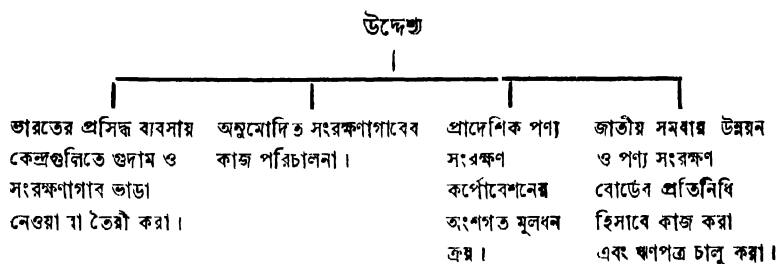 উদ্দেশ্য
ভারতের প্রসিদ্ধ ব্যবসায়
কেন্দ্রগুলিতে গুদাম ও
সংরক্ষণাগাব ভাডা
নেওয়া বা তৈরী করা।
অনুমোদিত সংরক্ষণাগাবেব
কাজ পরিচালনা।
প্রাদেশিক পণ্য
সংরক্ষণ
কর্পোবেশনের
অংশগত মূলধন
ক্রয়।
জাতীয় সমবায় উন্নয়ন
ও পণ্য সংরক্ষণ
বোর্ডেব প্রতিনিধি
হিসাবে কাজ করা
এবং ঋণপত্র চালু করা।